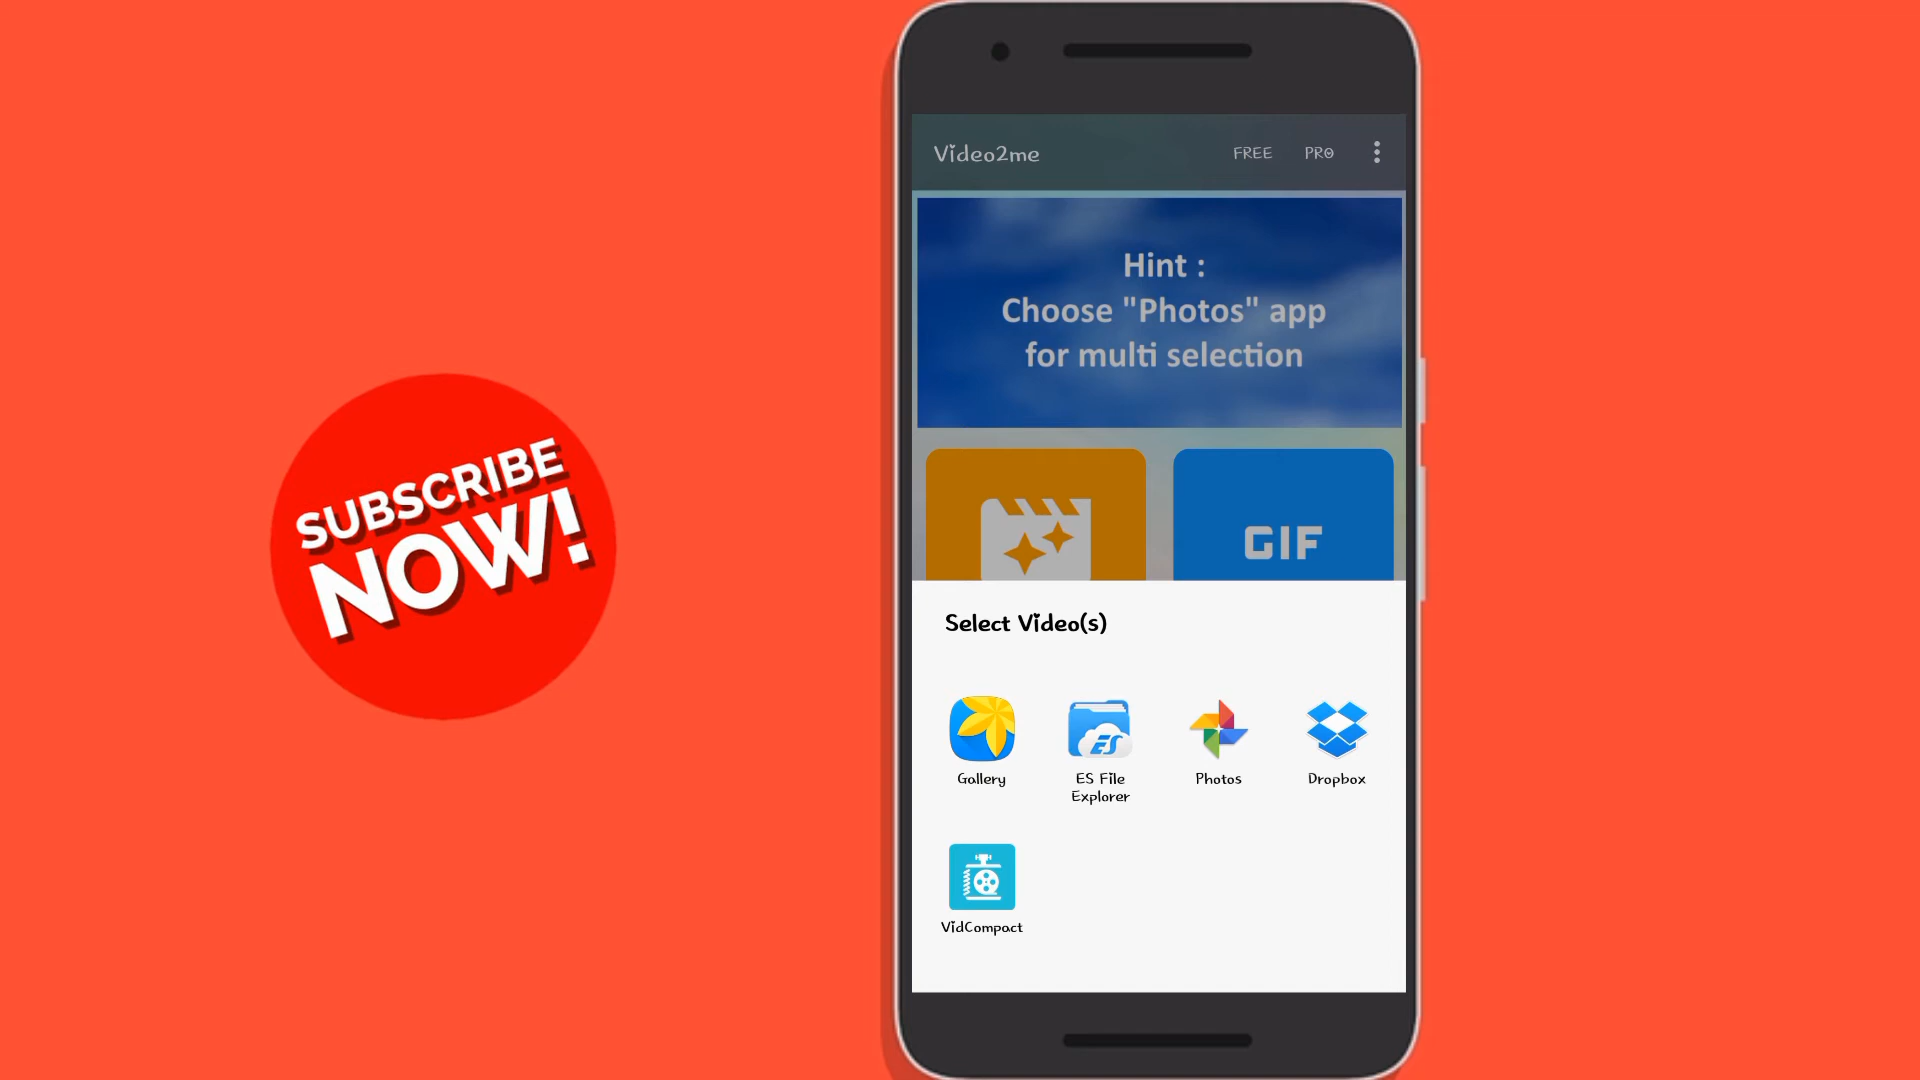 SUBSCRIBE
NOW!
Video2me
FREE
PRO
Hint :
Choose "Photos" app
for multi selection
GIF
Select Video(s)
Gallery
ES
ES File
Explorer
Photos
Dropbox
VidCompact